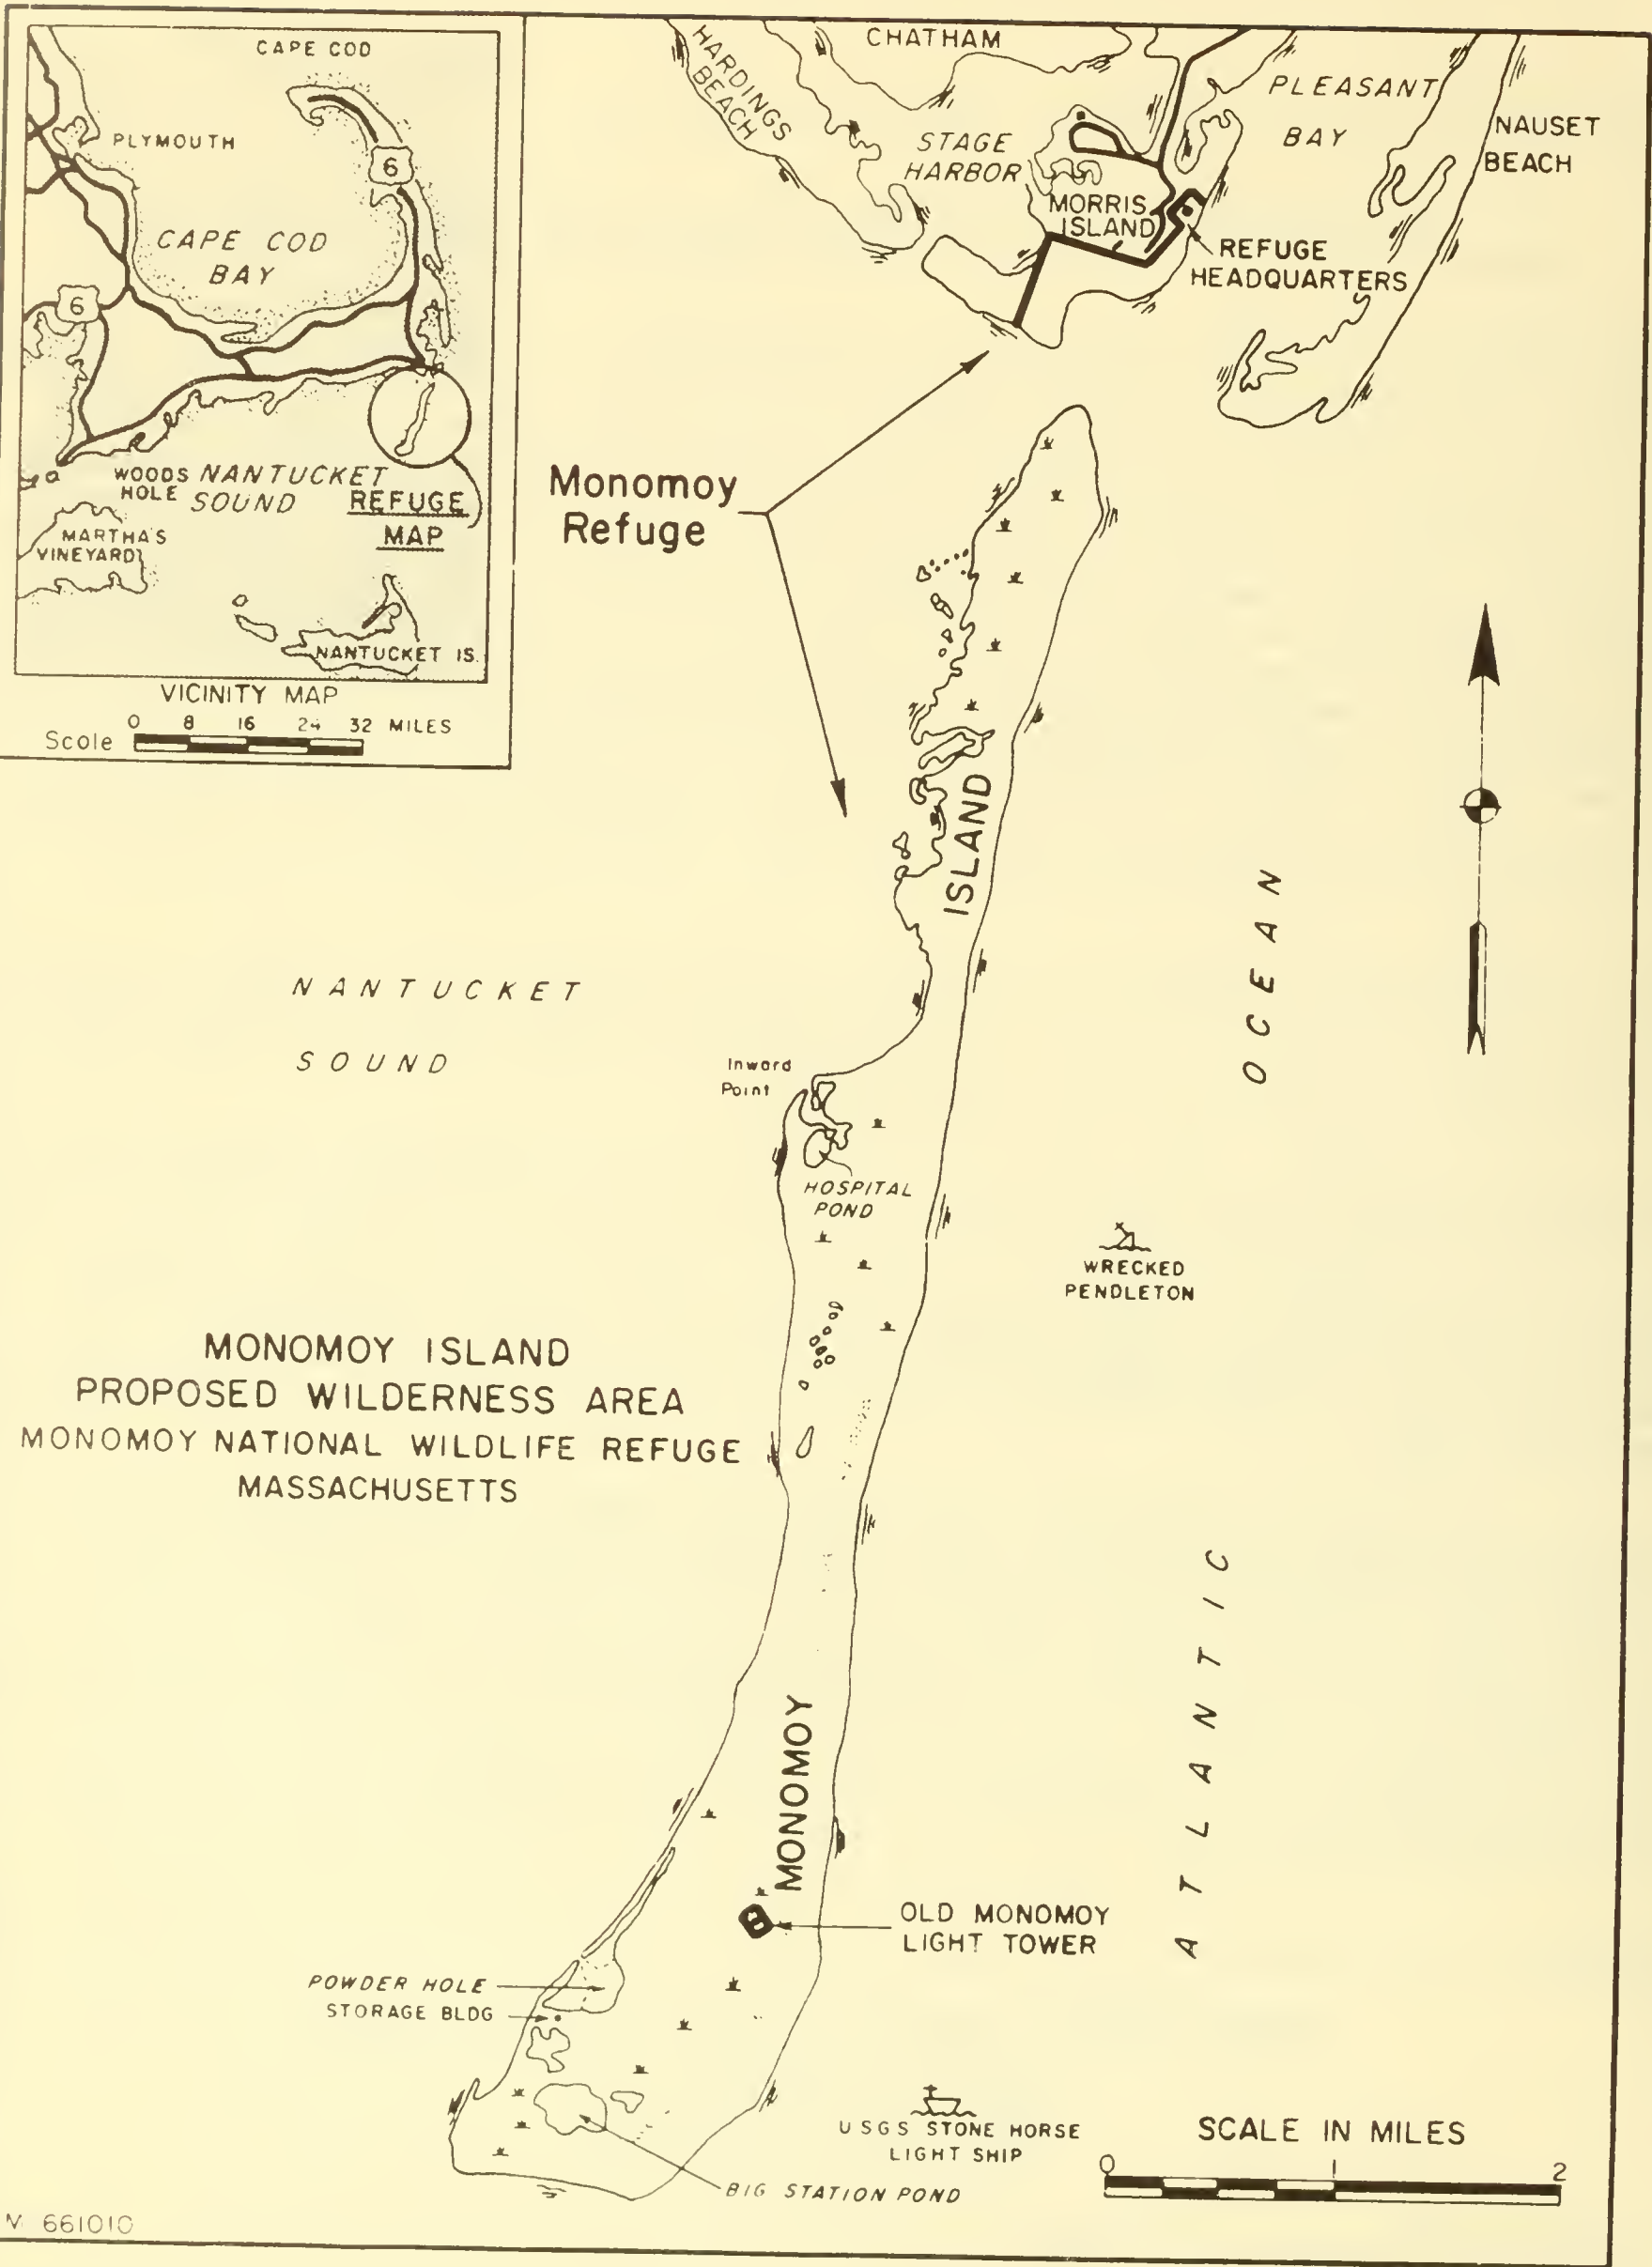 CAPE COD
PLYMOUTH
6
CAPE COD
BAY
6
WOODS
HOLE
NANTUCKET
SOUND
REFUGE
MAP
MARTHA'S
VINEYARD
NANTUCKET IS.
VICINITY MAP
0 8 16 24 32 MILES
Scale
CHATHAM
HARDINGS
BEACH
STAGE
HARBOR
PLEASANT
BAY
NAUSET
BEACH
MORRIS
ISLAND
REFUGE
HEADQUARTERS
Monomoy
Refuge
ISLAND
OCEAN
NANTUCKET
SOUND
Inward
Point
HOSPITAL
POND
WRECKED
PENDLETON
MONOMOY ISLAND
PROPOSED WILDERNESS AREA
MONOMOY NATIONAL WILDLIFE REFUGE
MASSACHUSETTS
ATLANTIC
MONOMOY
OLD MONOMOY
LIGHT TOWER
POWDER HOLE
STORAGE BLDG
USGS STONE HORSE
LIGHT SHIP
BIG STATION POND
SCALE IN MILES
0 1 2
M 661010